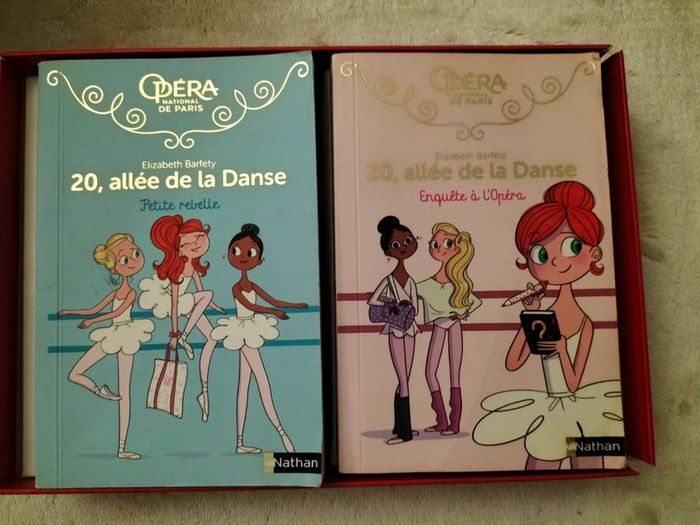 OPÉRA
NATIONAL
DE PARIS
Elizabeth Barféty
20, allée de la Danse
Petite rebelle
Nathan
OPÉRA
NATIONAL
DE PARIS
Elizabeth Barféty
20, allée de la Danse
Enquête à l'Opéra
?
Nathan